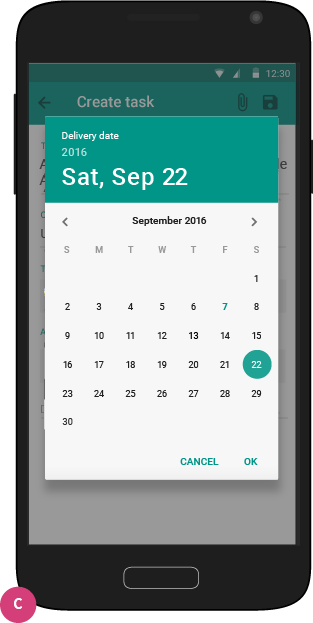 12:30
Create task
T
A
le
A
C
U
T
A
Delivery date
2016
Sat, Sep 22
September 2016
S M T W T F S
1
2 3 4 5 6 7 8
9 10 11 12 13 14 15
16 17 18 19 20 21 22
23 24 25 26 27 28 29
30
CANCEL OK
C